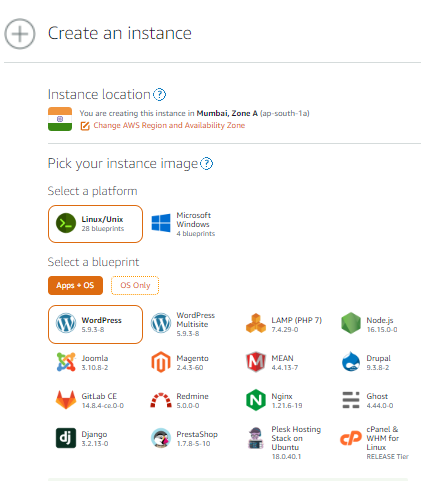 Create an instance
Instance location ?
You are creating this instance in Mumbai, Zone A (ap-south-1a)
Change AWS Region and Availability Zone
Pick your instance image ?
Select a platform
Linux/Unix
28 blueprints
Microsoft
Windows
4 blueprints
Select a blueprint
Apps + OS
OS Only
WordPress
5.9.3-8
WordPress
Multisite
5.9.3-8
LAMP (PHP 7)
7.4.29-0
Node.js
16.15.0-0
Joomla
3.10.8-2
Magento
2.4.3-60
MEAN
4.4.13-7
Drupal
9.3.8-2
GitLab CE
14.8.4-ce.0-0
Redmine
5.0.0-0
Nginx
1.21.6-19
Ghost
4.44.0-0
dj
Django
3.2.13-0
PrestaShop
1.7.8-5-10
Plesk Hosting
Stack on
Ubuntu
18.0.40.1
cP
cPanel &
WHM for
Linux
RELEASE Tier